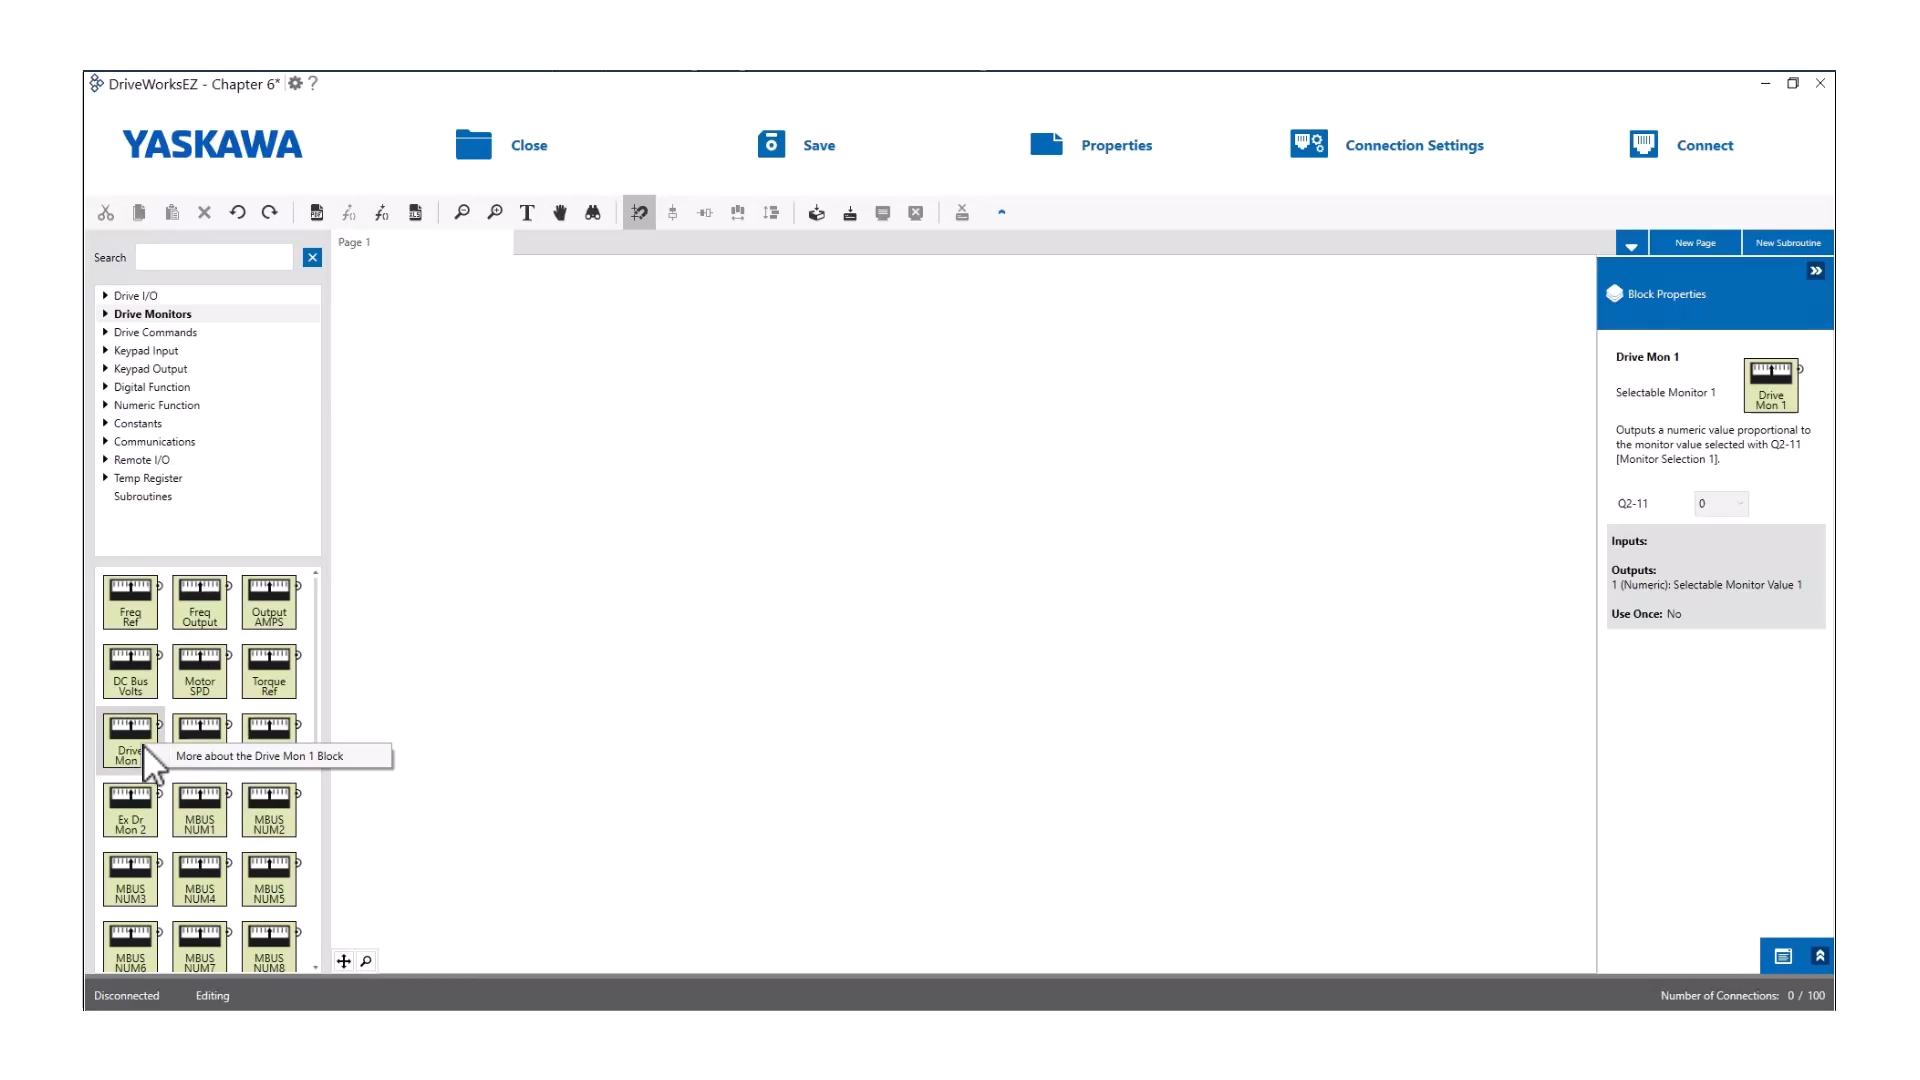 DriveWorksEZ - Chapter 6*
?
YASKAWA
Close
Save
Properties
Connection Settings
Connect
Search
Page 1
New Page
New Subroutine
Drive I/O
Drive Monitors
Drive Commands
Keypad Input
Keypad Output
Digital Function
Numeric Function
Constants
Communications
Remote I/O
Temp Register
Subroutines
Freq
Ref
Freq
Output
Output
AMPS
DC Bus
Volts
Motor
SPD
Torque
Ref
Drive
Mon
More about the Drive Mon 1 Block
Ex Dr
Mon 2
MBUS
NUM1
MBUS
NUM2
MBUS
NUM3
MBUS
NUM4
MBUS
NUM5
MBUS
NUM6
MBUS
NUM7
MBUS
NUM8
Block Properties
Drive Mon 1
Selectable Monitor 1
Drive
Mon 1
Outputs a numeric value proportional to
the monitor value selected with Q2-11
[Monitor Selection 1].
Q2-11
0
Inputs:
Outputs:
1 (Numeric): Selectable Monitor Value 1
Use Once: No
Disconnected
Editing
Number of Connections: 0 / 100